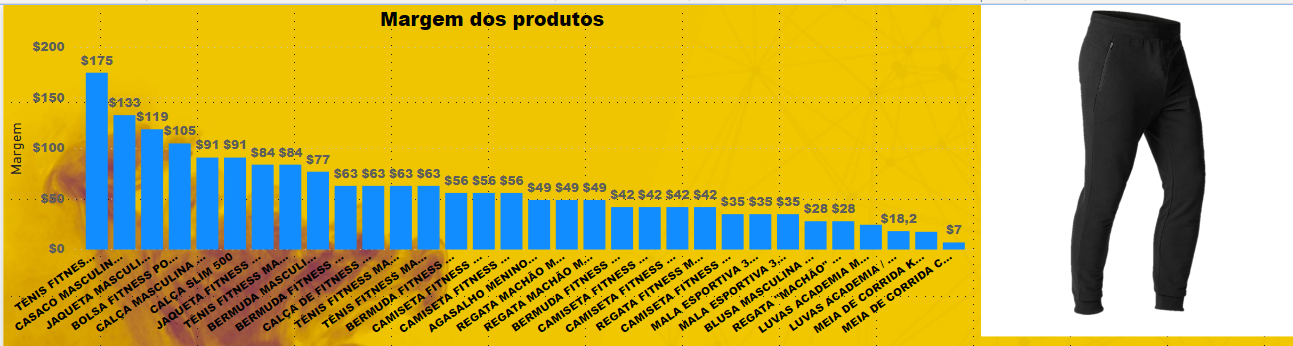 Margem dos produtos
Margem
$200
$150
$100
$50
$0
$175
$133
$119
$105
$91
$91
$84
$84
$77
$63
$63
$63
$63
$56
$56
$56
$49
$49
$49
$42
$42
$42
$42
$35
$35
$35
$28
$28
$18,2
$7
TÊNIS FITNES...
CASACO MASCULIN...
JAQUETA MASCULI...
BOLSA FITNESS PO...
CALÇA MASCULINA ...
CALÇA SLIM 500
JAQUETA FITNESS ...
TÊNIS FITNESS MA...
BERMUDA MASCULI...
BERMUDA FITNESS ...
CALÇA DE FITNESS ...
TÊNIS FITNESS MA...
TÊNIS FITNESS MA...
BERMUDA FITNESS...
CAMISETA FITNESS ...
CAMISETA FITNESS ...
AGASALHO MENINO...
REGATA MACHÃO M...
REGATA MACHÃO M...
BERMUDA FITNESS ...
CAMISETA FITNESS ...
CAMISETA FITNESS ...
REGATA FITNESS M...
CAMISETA FITNESS ...
MALA ESPORTIVA 3...
MALA ESPORTIVA 3...
BLUSA MASCULINA ...
REGATA "MACHÃO" ...
LUVAS ACADEMIA M...
LUVAS ACADEMIA / ...
MEIA DE CORRIDA K...
MEIA DE CORRIDA C...